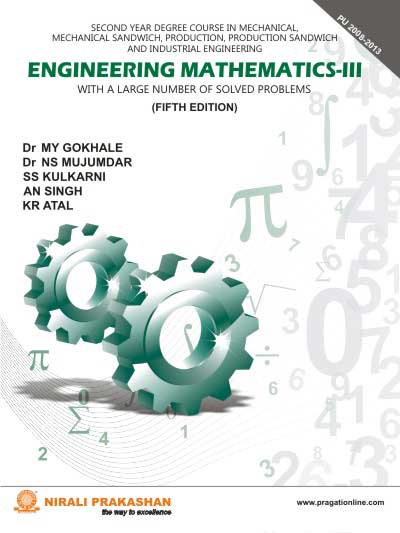 SECOND YEAR DEGREE COURSE IN MECHANICAL,
MECHANICAL SANDWICH, PRODUCTION, PRODUCTION SANDWICH
AND INDUSTRIAL ENGINEERING
PU 2008-2013
ENGINEERING MATHEMATICS-III
WITH A LARGE NUMBER OF SOLVED PROBLEMS
(FIFTH EDITION)
Dr MY GOKHALE
Dr NS MUJUMDAR
SS KULKARNI
AN SINGH
KR ATAL
NIRALI PRAKASHAN
the way to excellence
www.pragationline.com